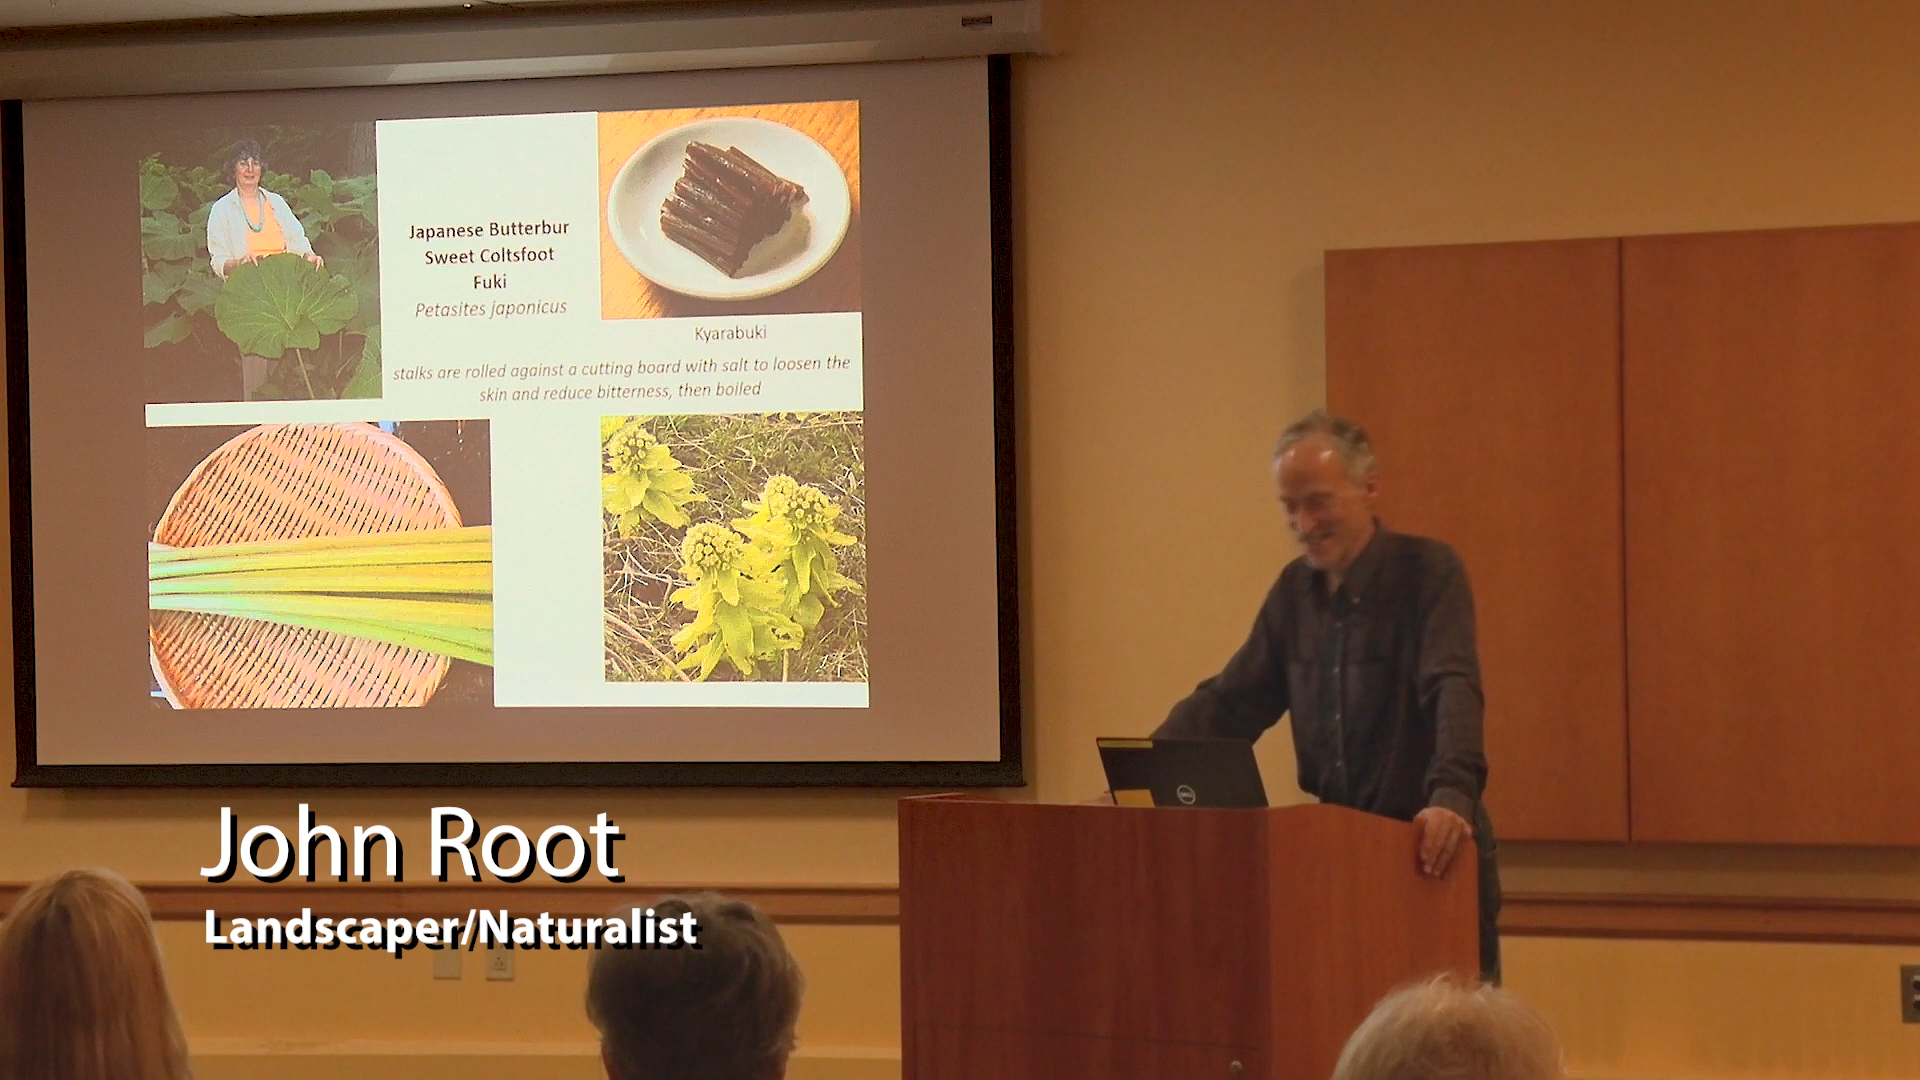 Japanese Butterbur
Sweet Coltsfoot
Fuki
Petasites japonicus
Kyarabuki
stalks are rolled against a cutting board with salt to loosen the
skin and reduce bitterness, then boiled
DELL
John Root
Landscaper/Naturalist